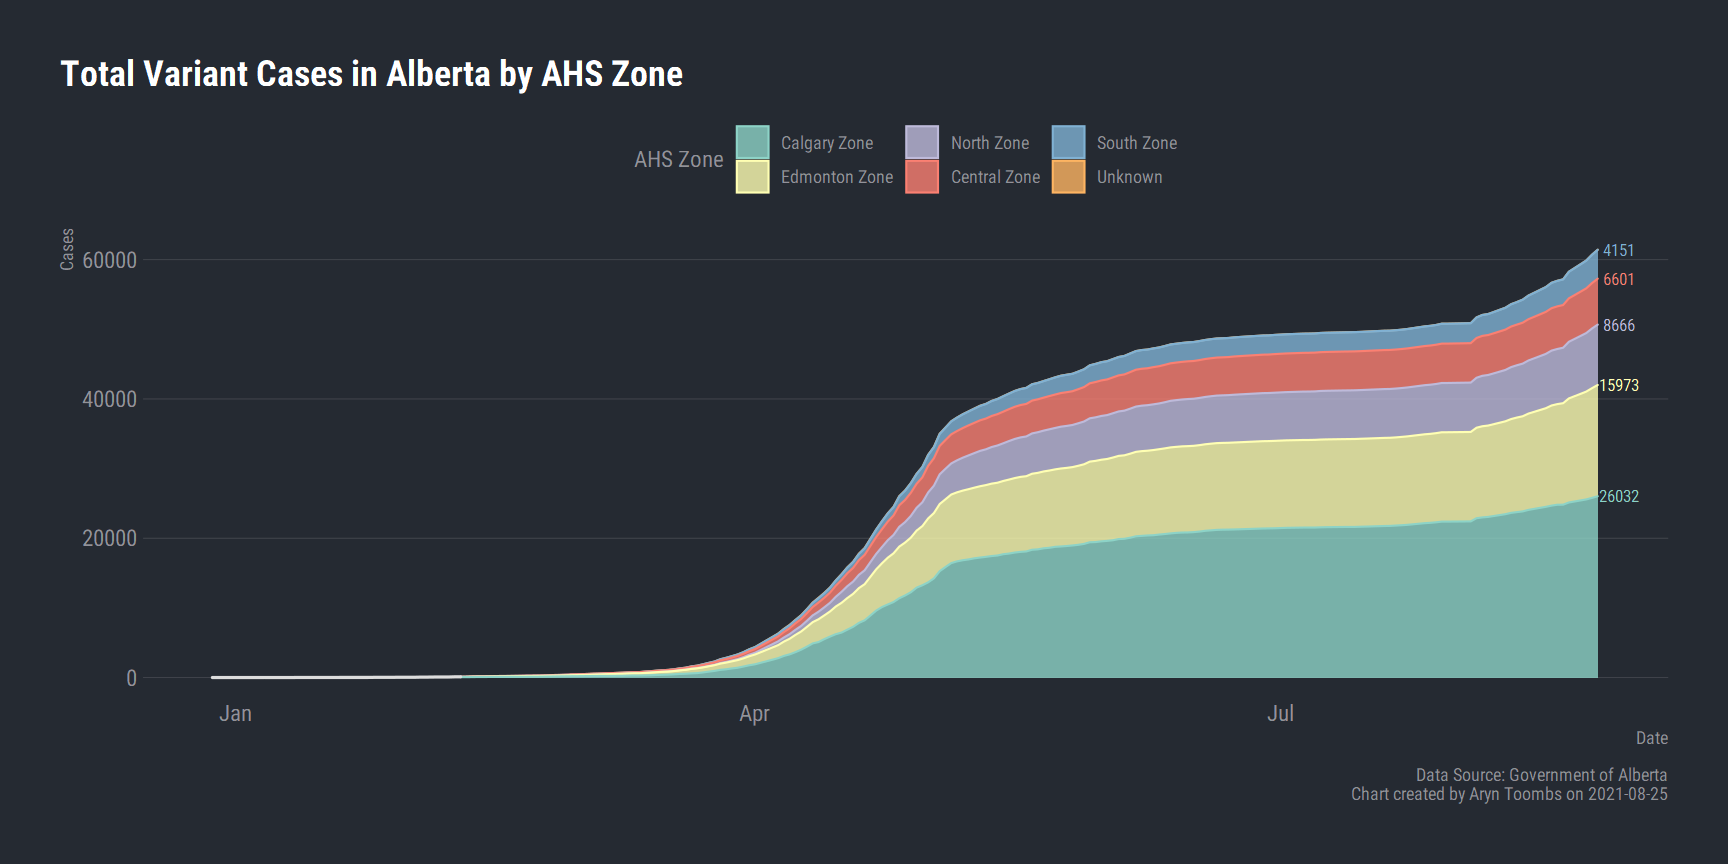 Total Variant Cases in Alberta by AHS Zone
AHS Zone
Calgary Zone
North Zone
South Zone
Edmonton Zone
Central Zone
Unknown
Cases
60000
40000
20000
0
4151
6601
8666
15973
26032
Jan
Apr
Jul
Date
Data Source: Government of Alberta
Chart created by Aryn Toombs on 2021-08-25